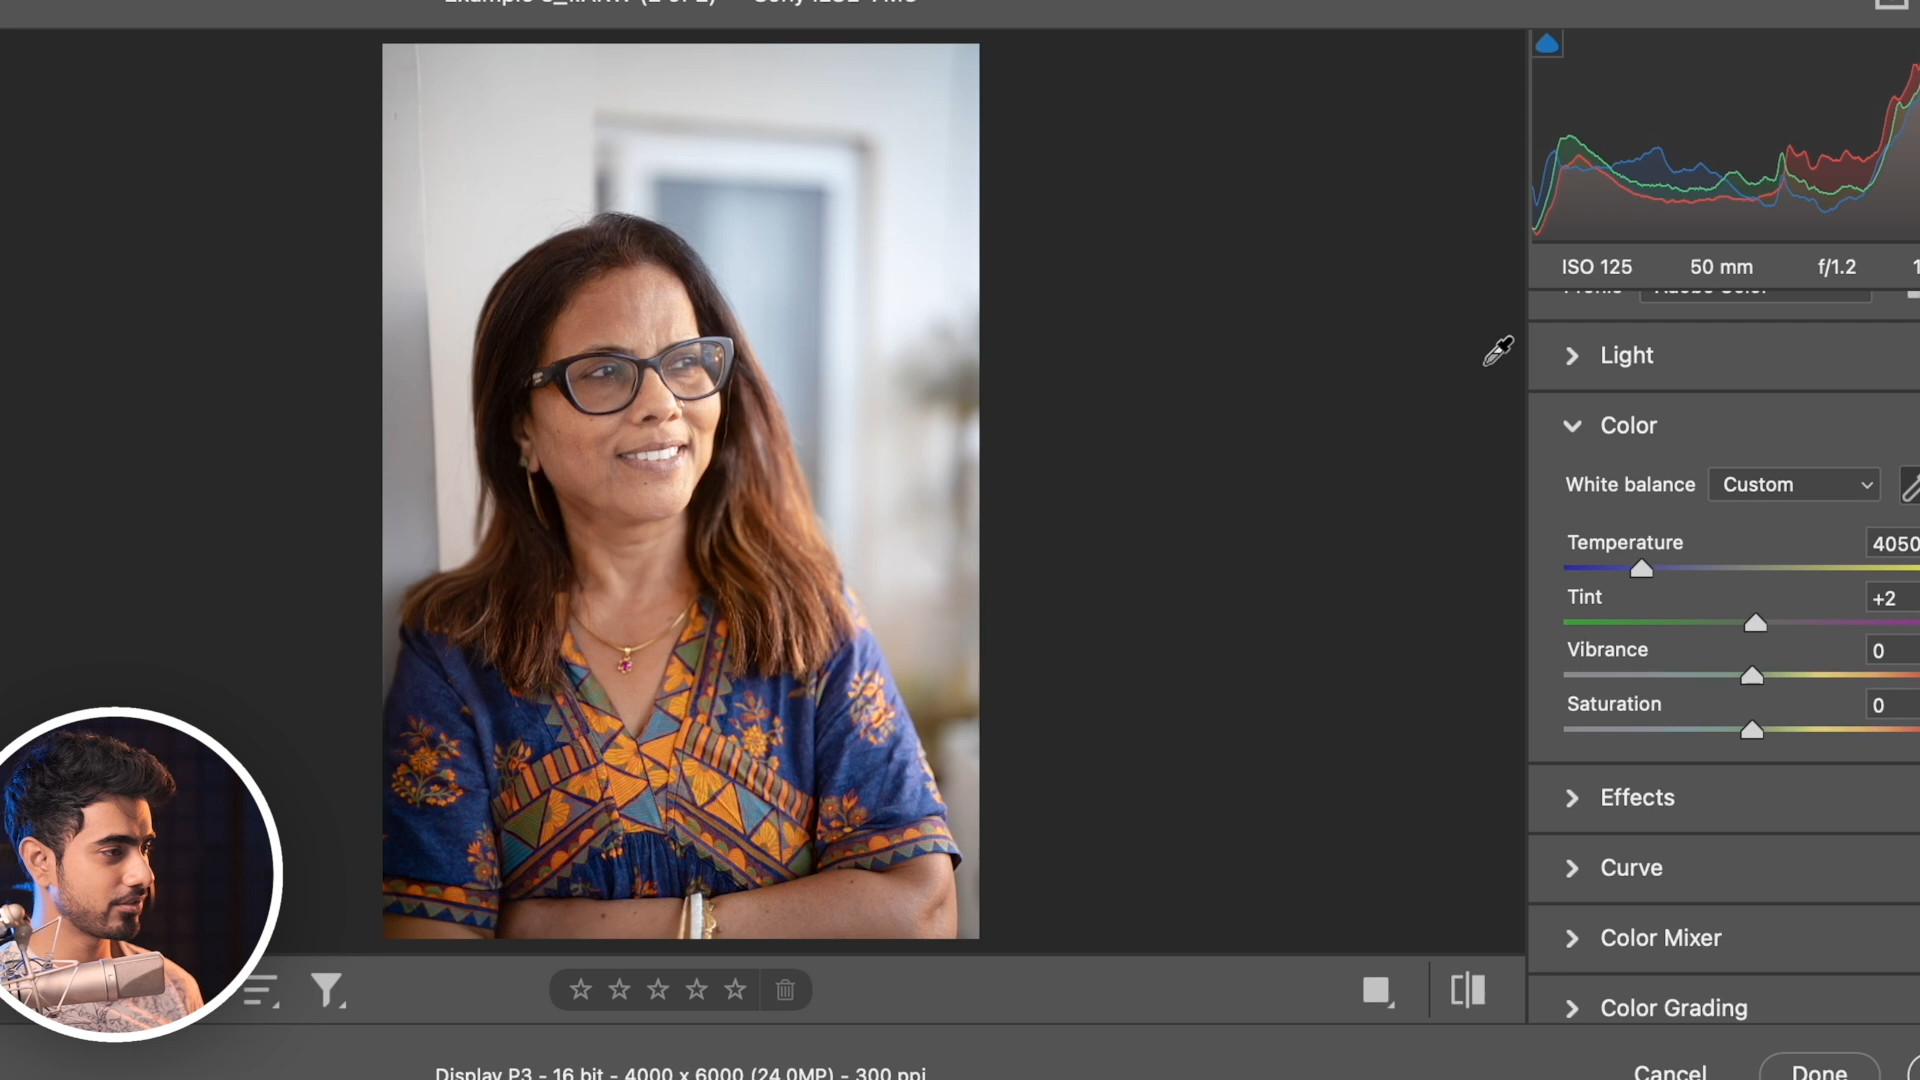 ISO 125 50 mm f/1.2
Light
Color
White balance Custom
Temperature 4050
Tint +2
Vibrance 0
Saturation 0
Effects
Curve
Color Mixer
Color Grading
Display P3 - 16 bit - 4000 x 6000 (24.0MP) - 300 ppi
Cancel Done